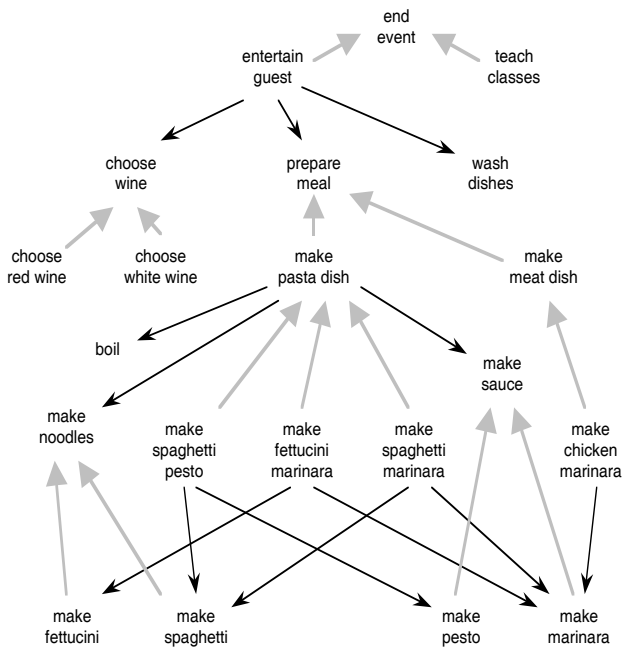 end
event
entertain
guest
teach
classes
choose
wine
prepare
meal
wash
dishes
choose
red wine
choose
white wine
make
pasta dish
make
meat dish
boil
make
sauce
make
noodles
make
spaghetti
pesto
make
fettucini
marinara
make
spaghetti
marinara
make
chicken
marinara
make
fettucini
make
spaghetti
make
pesto
make
marinara